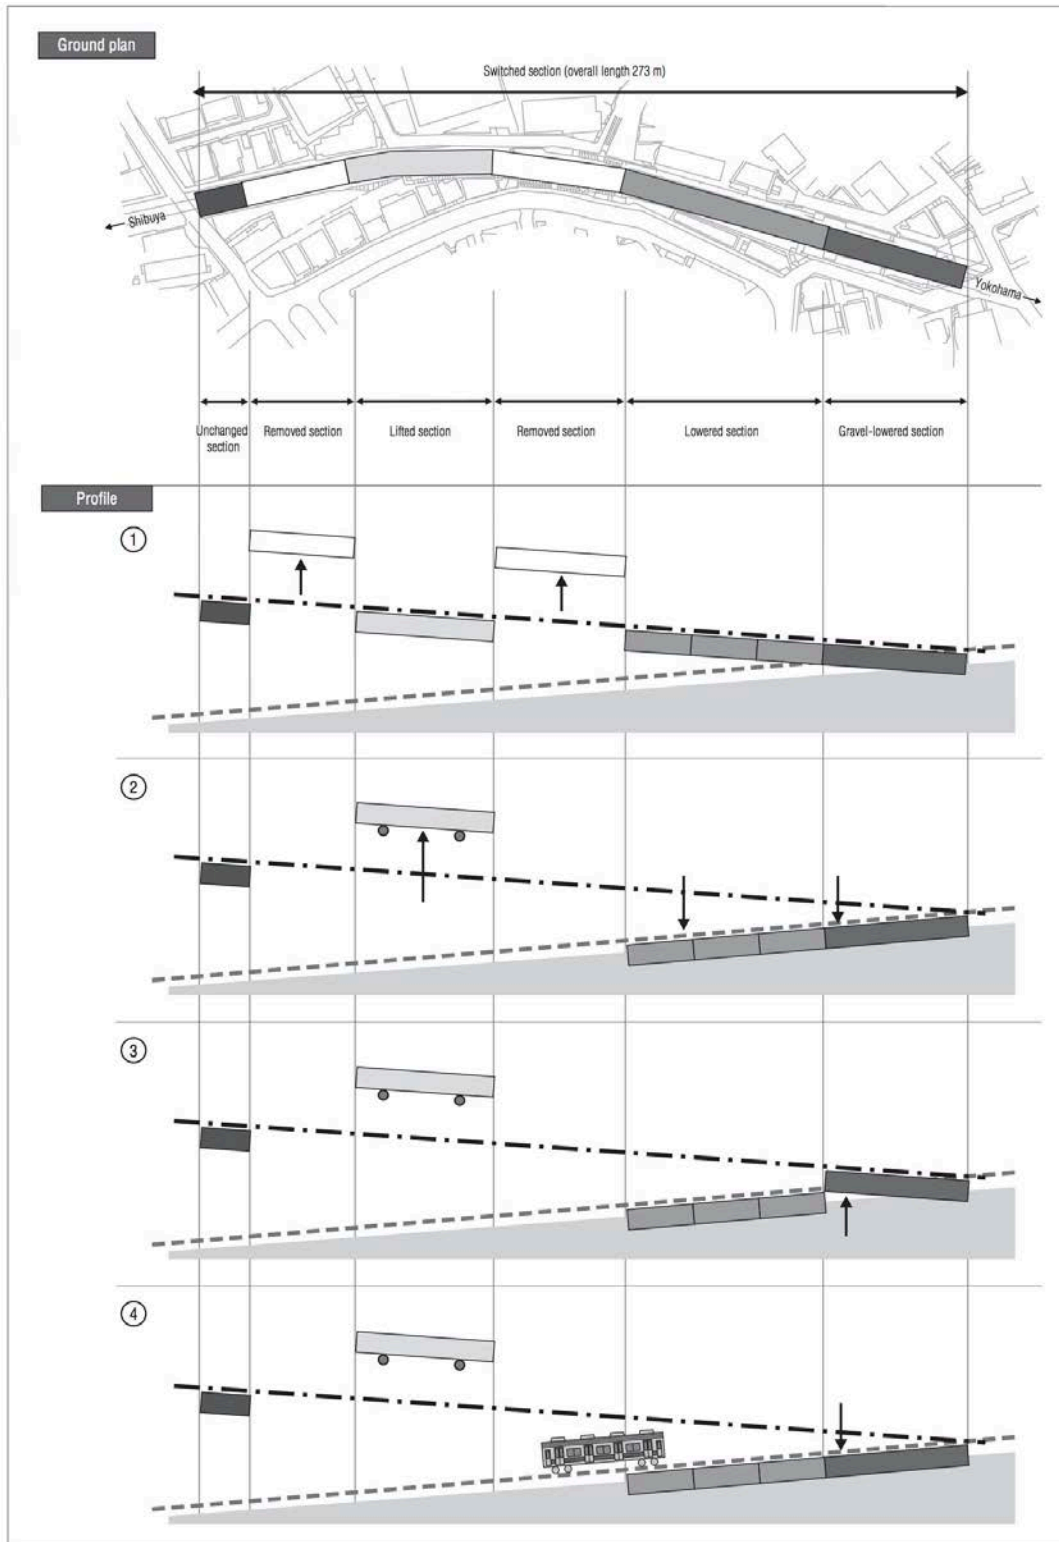 Ground plan
Switched section (overall length 273 m)
Shibuya
Yokohama
Unchanged
section
Removed section
Lifted section
Removed section
Lowered section
Gravel-lowered section
Profile
1
2
3
4